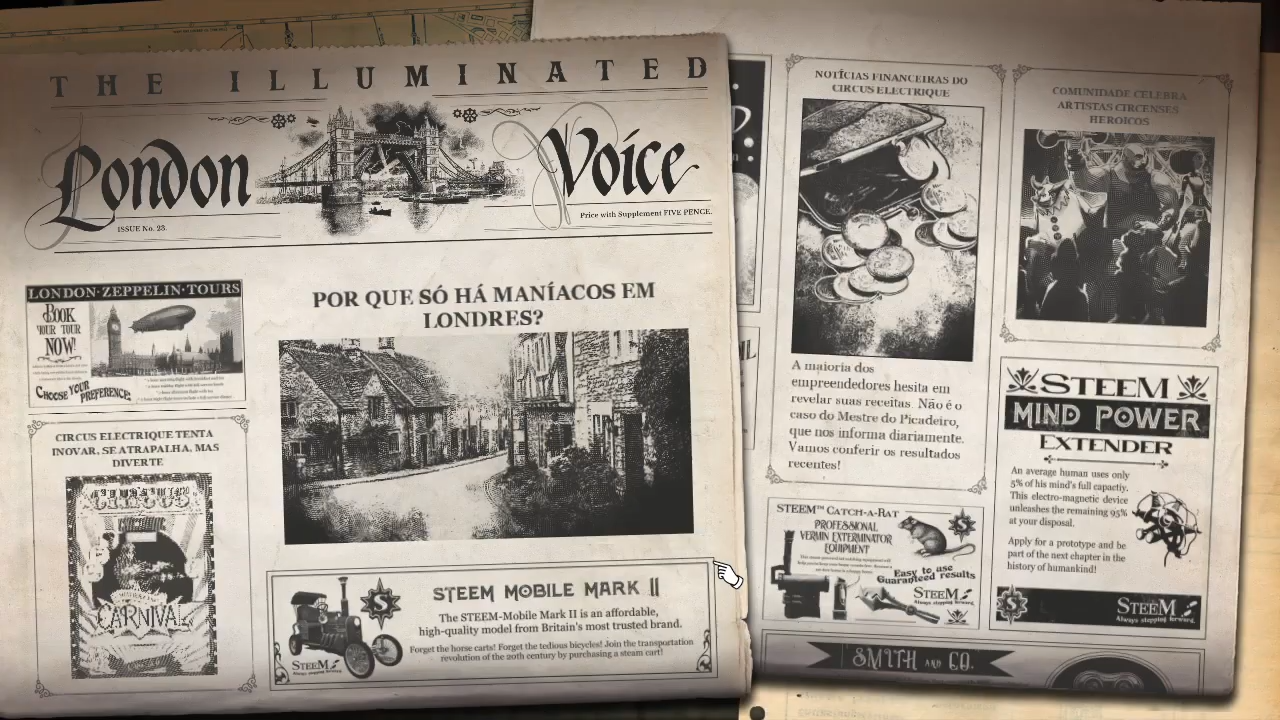 THE ILLUMINATED
London Voice
ISSUE No. 23.
Price with Supplement FIVE PENCE.
LONDON·ZEPPELIN·TOURS
BOOK
YOUR TOUR
NOW!
CHOOSE YOUR PREFERENCE.
CIRCUS ELECTRIQUE TENTA
INOVAR, SE ATRAPALHA, MAS
DIVERTE
CARNIVAL
POR QUE SÓ HÁ MANÍACOS EM
LONDRES?
STEEM MOBILE MARK II
The STEEM-Mobile Mark II is an affordable,
high-quality model from Britain's most trusted brand.
Forget the horse carts! Forget the tedious bicycles! Join the transportation
revolution of the 20th century by purchasing a steam cart!
S
STEEM
NOTÍCIAS FINANCEIRAS DO
CIRCUS ELECTRIQUE
A maioria dos
empreendedores hesita em
revelar suas receitas. Não é o
caso do Mestre do Picadeiro,
que nos informa diariamente.
Vamos conferir os resultados
recentes!
STEEM™ CATCH-A-RAT
PROFESSIONAL
VERMIN EXTERMINATOR
EQUIPMENT
Easy to use
Guaranteed results
S
STEEM
Always stepping forward.
COMUNIDADE CELEBRA
ARTISTAS CIRCENSES
HEROICOS
STEEM
MIND POWER
EXTENDER
An average human uses only
5% of his mind's full capactiy.
This electro-magnetic device
unleashes the remaining 95%
at your disposal.
Apply for a prototype and be
part of the next chapter in the
history of humankind!
S
STEEM
Always stepping forward.
SMITH AND CO.